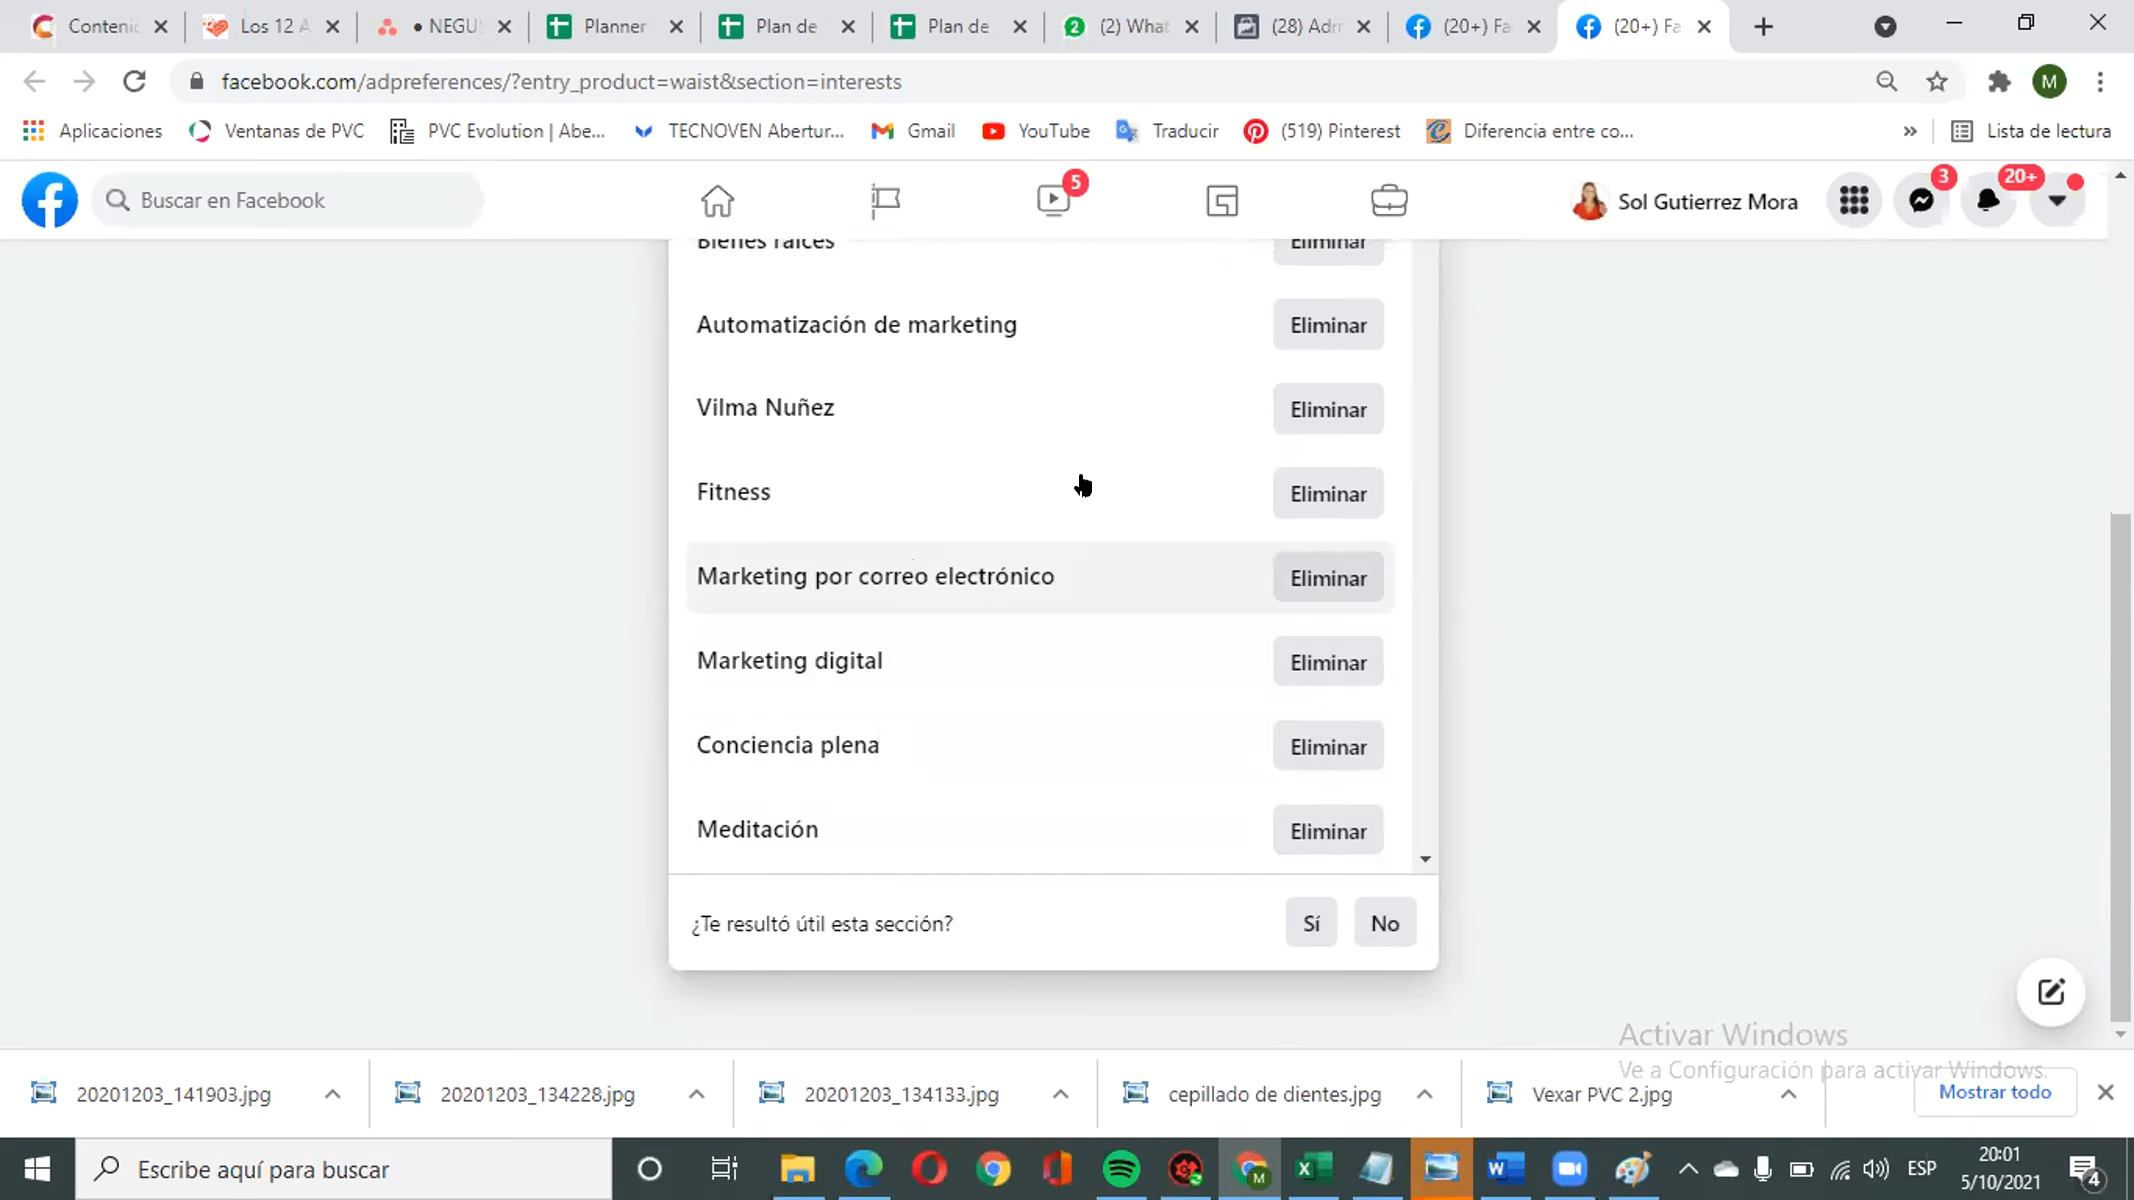 Contenid
Los 12 A
• NEGU
Planner
Plan de
Plan de
2
(2) What
(28) Adm
(20+) Fa
(20+) Fa
facebook.com/adpreferences/?entry_product=waist&section=interests
M
Aplicaciones
Ventanas de PVC
PVC Evolution | Abe...
TECNOVEN Abertur...
Gmail
YouTube
Traducir
(519) Pinterest
Diferencia entre co...
»
Lista de lectura
Buscar en Facebook
5
Sol Gutierrez Mora
3
20+
Bienes raíces
Eliminar
Automatización de marketing
Eliminar
Vilma Nuñez
Eliminar
Fitness
Eliminar
Marketing por correo electrónico
Eliminar
Marketing digital
Eliminar
Conciencia plena
Eliminar
Meditación
Eliminar
¿Te resultó útil esta sección?
Sí
No
Activar Windows
Ve a Configuración para activar Windows.
20201203_141903.jpg
20201203_134228.jpg
20201203_134133.jpg
cepillado de dientes.jpg
Vexar PVC 2.jpg
Mostrar todo
Escribe aquí para buscar
M
ESP
20:01
5/10/2021
4